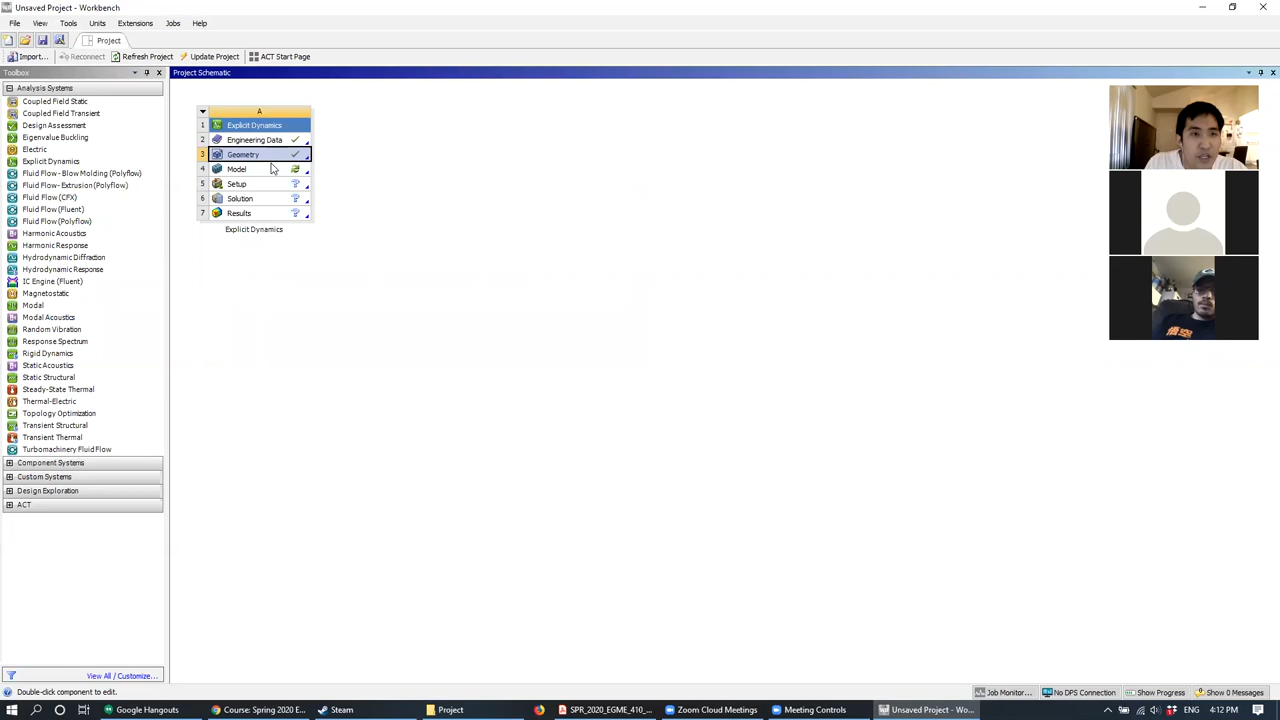 Unsaved Project - Workbench
File View Tools Units Extensions Jobs Help
Project
Import... Reconnect Refresh Project Update Project ACT Start Page
Toolbox
Project Schematic
Analysis Systems
Coupled Field Static
Coupled Field Transient
Design Assessment
Eigenvalue Buckling
Electric
Explicit Dynamics
Fluid Flow - Blow Molding (Polyflow)
Fluid Flow- Extrusion (Polyflow)
Fluid Flow (CFX)
Fluid Flow (Fluent)
Fluid Flow (Polyflow)
Harmonic Acoustics
Harmonic Response
Hydrodynamic Diffraction
Hydrodynamic Response
IC Engine (Fluent)
Magnetostatic
Modal
Modal Acoustics
Random Vibration
Response Spectrum
Rigid Dynamics
Static Acoustics
Static Structural
Steady-State Thermal
Thermal-Electric
Topology Optimization
Transient Structural
Transient Thermal
Turbomachinery Fluid Flow
Component Systems
Custom Systems
Design Exploration
ACT
View All / Customize...
A
1 Explicit Dynamics
2 Engineering Data
3 Geometry
4 Model
5 Setup
6 Solution
7 Results
Explicit Dynamics
悟空
Double-click component to edit.
Job Monitor... No DPS Connection Show Progress Show 0 Messages
Google Hangouts Course: Spring 2020 E... Steam Project SPR_2020_EGME_410_... Zoom Cloud Meetings Meeting Controls Unsaved Project - Wo... ENG 4:12 PM